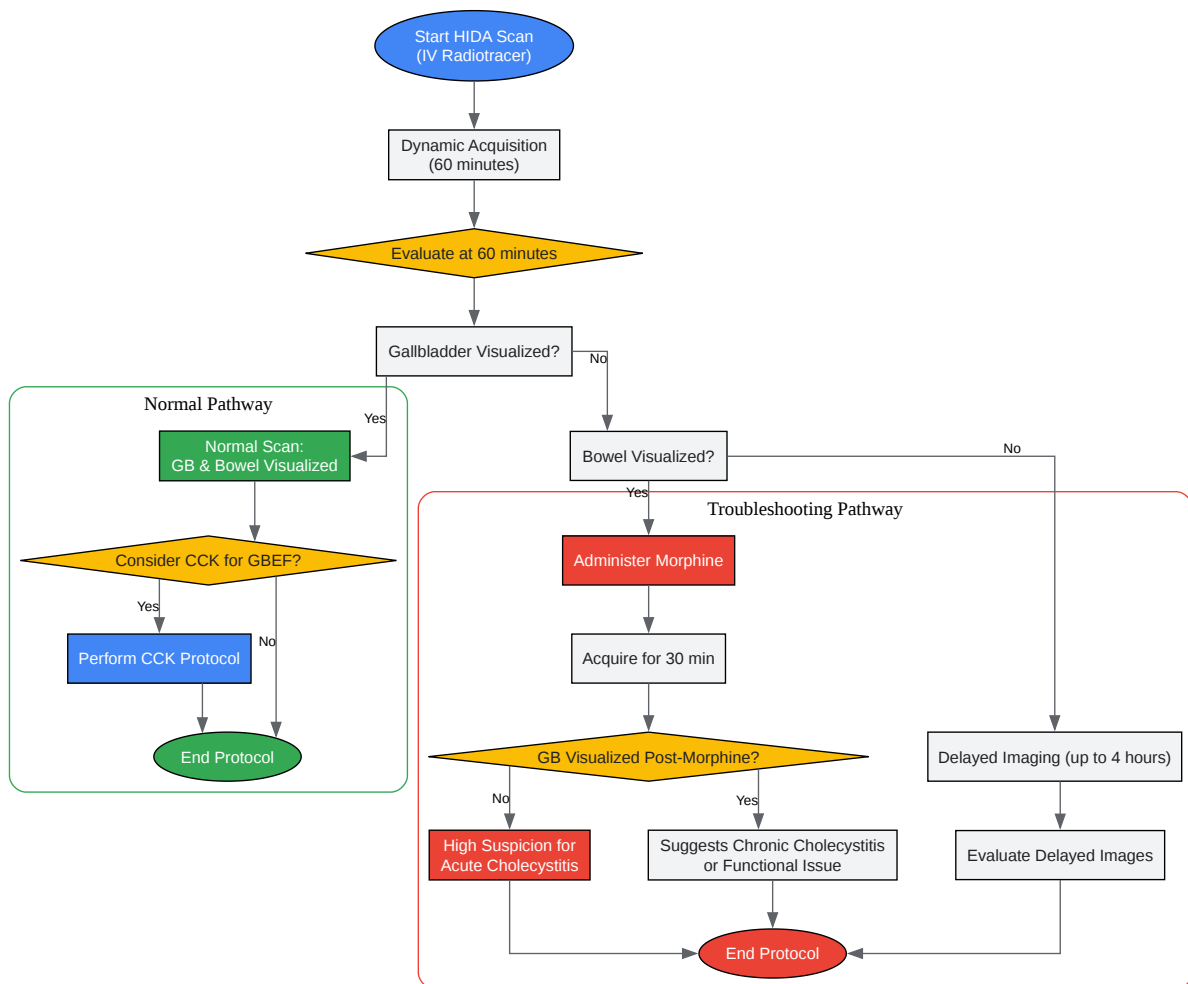 Start HIDA Scan
(IV Radiotracer)
Dynamic Acquisition
(60 minutes)
Evaluate at 60 minutes
Gallbladder Visualized?
No
Yes
Normal Pathway
Normal Scan:
GB & Bowel Visualized
Consider CCK for GBEF?
Yes
No
Perform CCK Protocol
End Protocol
Bowel Visualized?
No
Yes
Troubleshooting Pathway
Administer Morphine
Acquire for 30 min
GB Visualized Post-Morphine?
No
Yes
High Suspicion for
Acute Cholecystitis
Suggests Chronic Cholecystitis
or Functional Issue
Delayed Imaging (up to 4 hours)
Evaluate Delayed Images
End Protocol